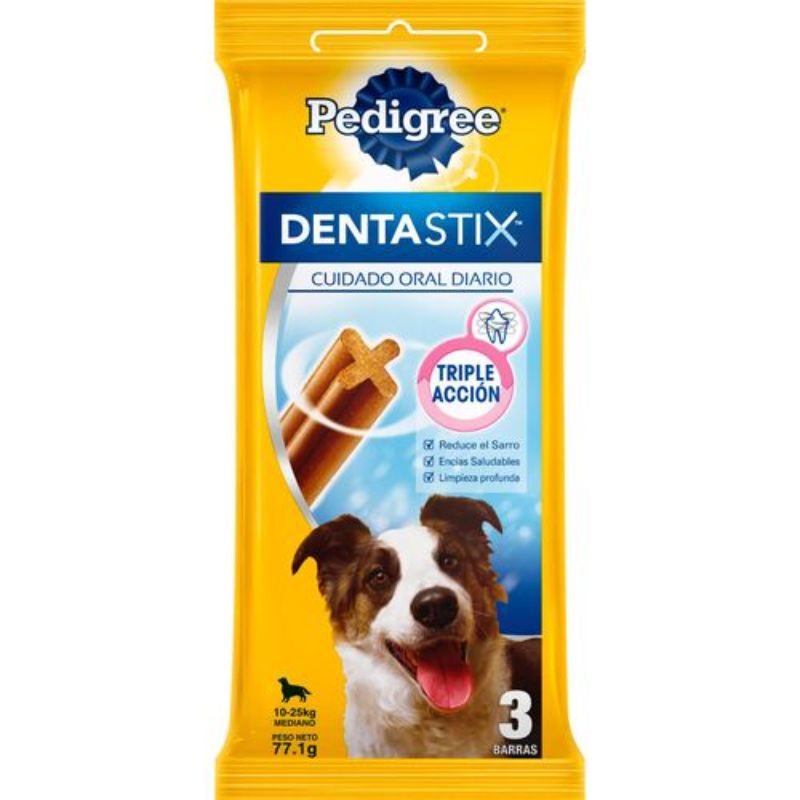 Pedigree®
DENTASTIX™
CUIDADO ORAL DIARIO
TRIPLE
ACCIÓN
Reduce el Sarro
Encías Saludables
Limpieza profunda
10-25kg
MEDIANO
PESO NETO
77.1g
3
BARRAS